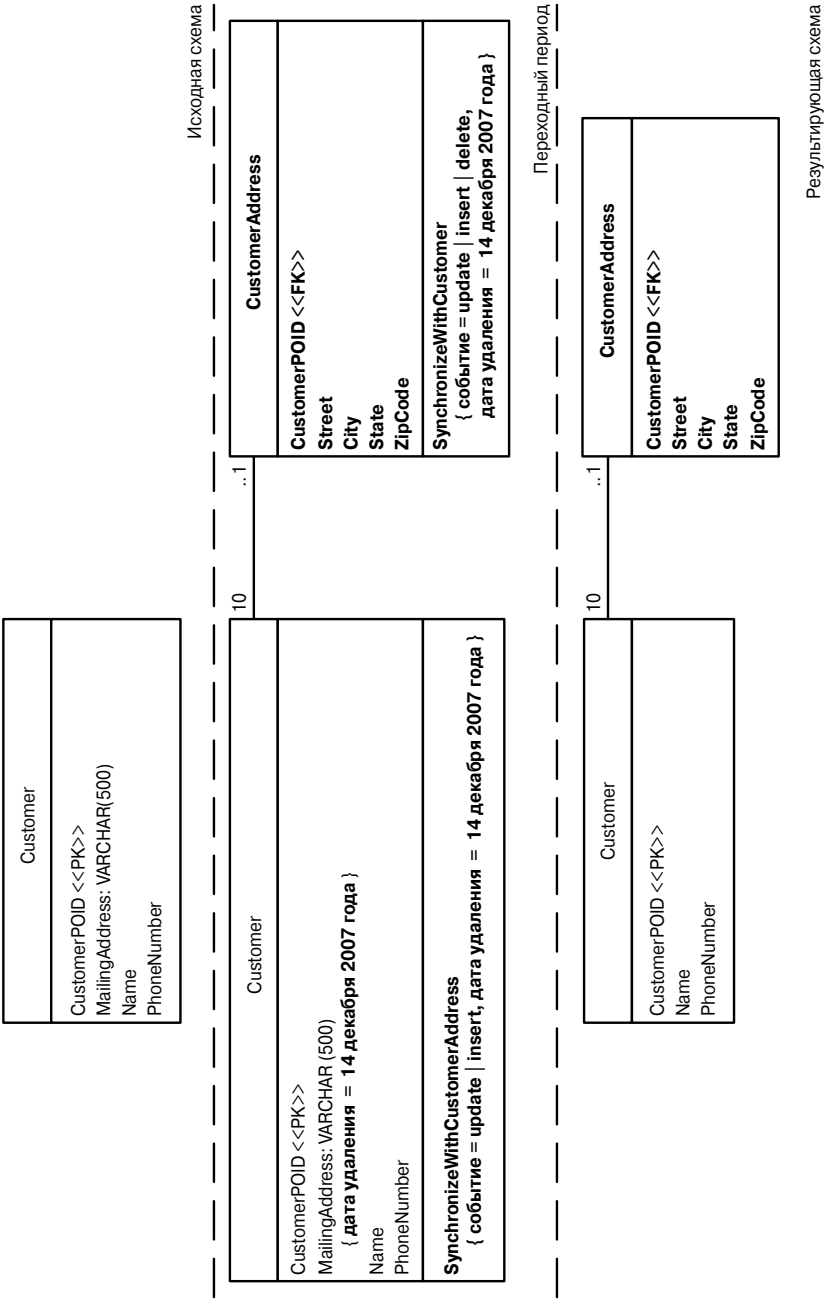 Customer
CustomerPOID <<PK>>
MailingAddress: VARCHAR(500)
Name
PhoneNumber
Исходная схема
Customer
CustomerPOID <<PK>>
MailingAddress: VARCHAR (500)
{ дата удаления = 14 декабря 2007 года }
Name
PhoneNumber
SynchronizeWithCustomerAddress
{ событие = update | insert, дата удаления = 14 декабря 2007 года }
10
..1
CustomerAddress
CustomerPOID <<FK>>
Street
City
State
ZipCode
SynchronizeWithCustomer
{ событие = update | insert | delete,
дата удаления = 14 декабря 2007 года }
Переходный период
Customer
CustomerPOID <<PK>>
Name
PhoneNumber
10
..1
CustomerAddress
CustomerPOID <<FK>>
Street
City
State
ZipCode
Результирующая схема